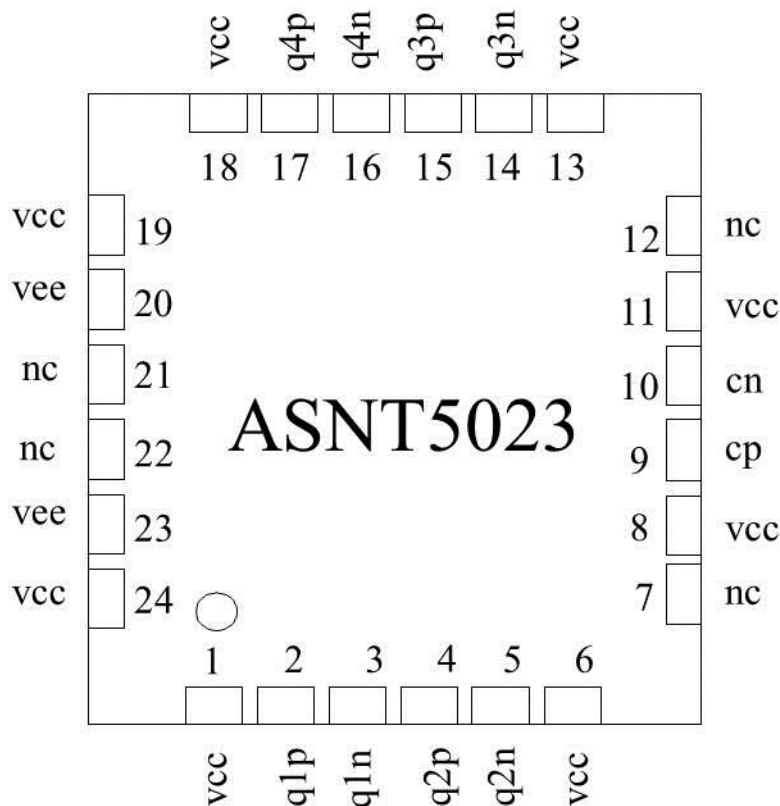 vcc q4p q4n q3p q3n vcc
18 17 16 15 14 13
vcc 19 12 nc
vee 20 11 vcc
nc 21 10 cn
ASNT5023
nc 22 9 cp
vee 23 8 vcc
vcc 24 7 nc
1 2 3 4 5 6
vcc q1p q1n q2p q2n vcc